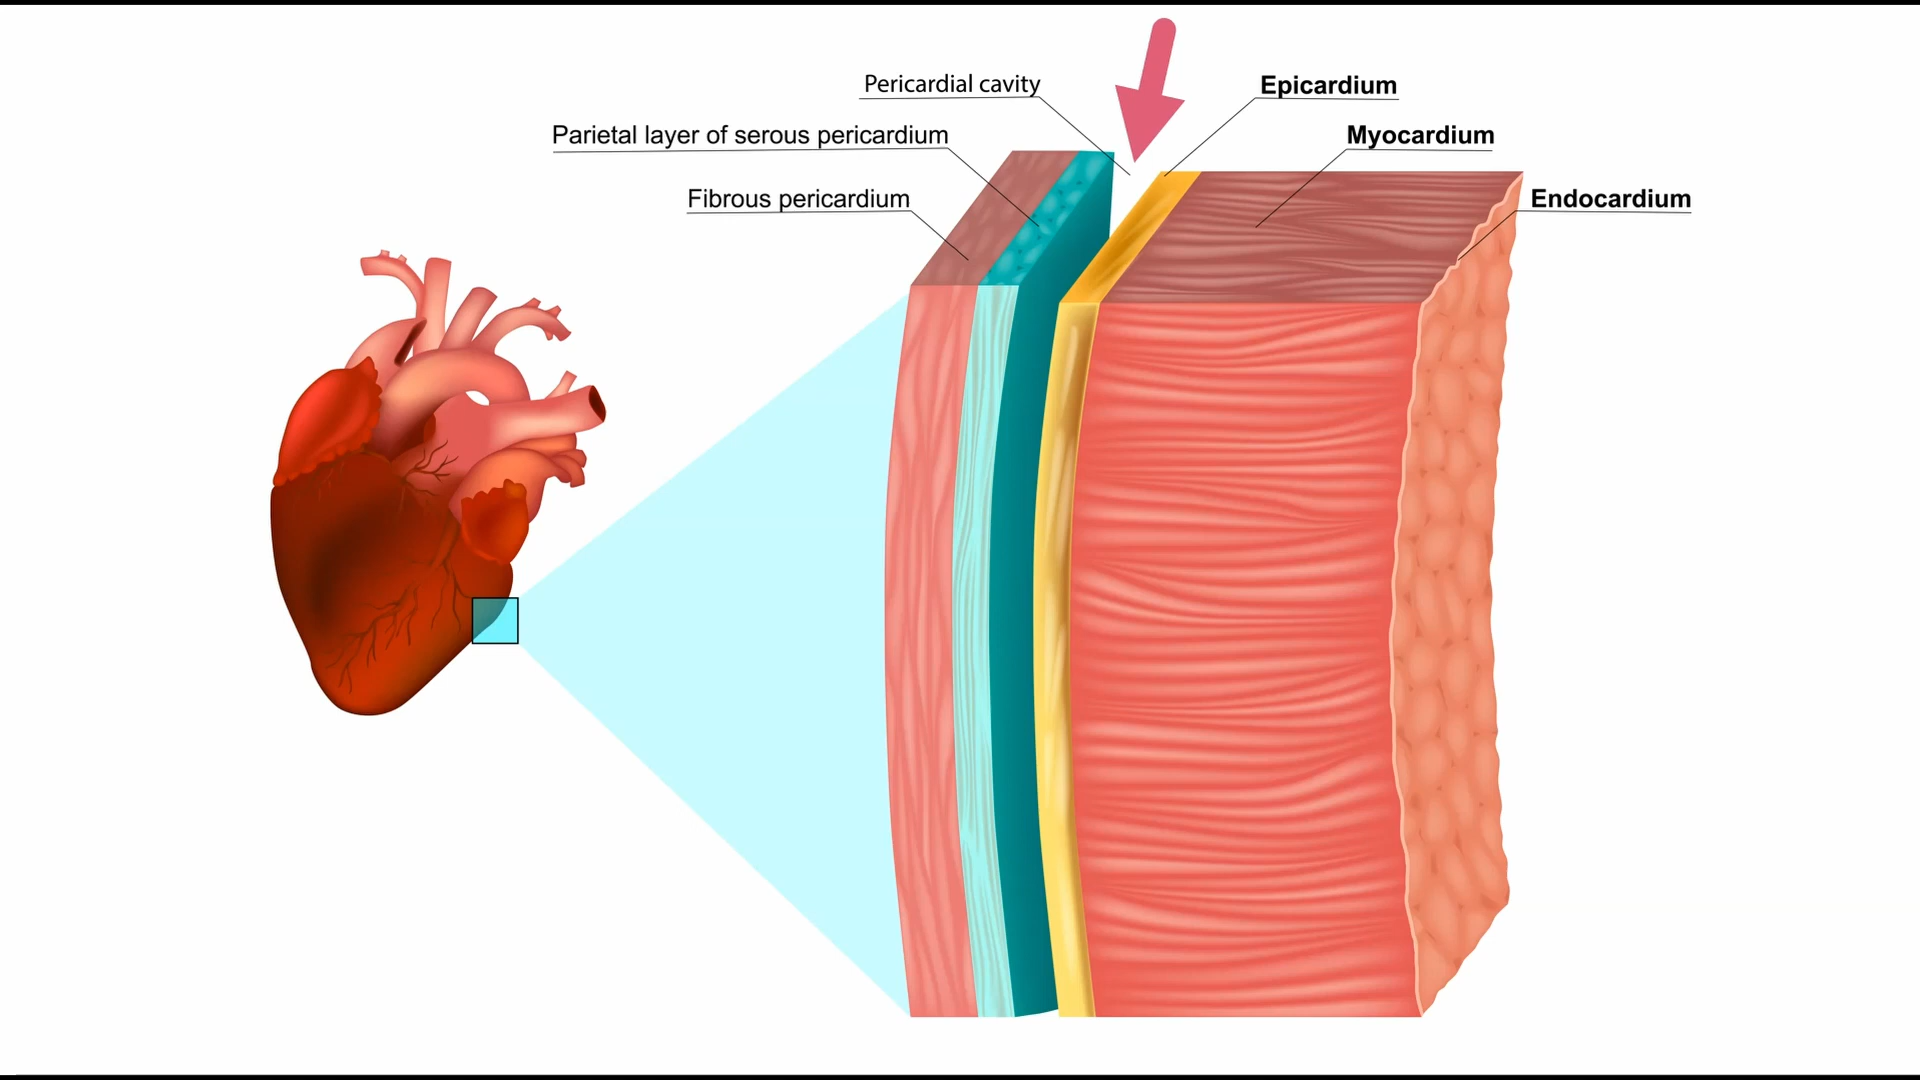 Pericardial cavity
Parietal layer of serous pericardium
Fibrous pericardium
Epicardium
Myocardium
Endocardium